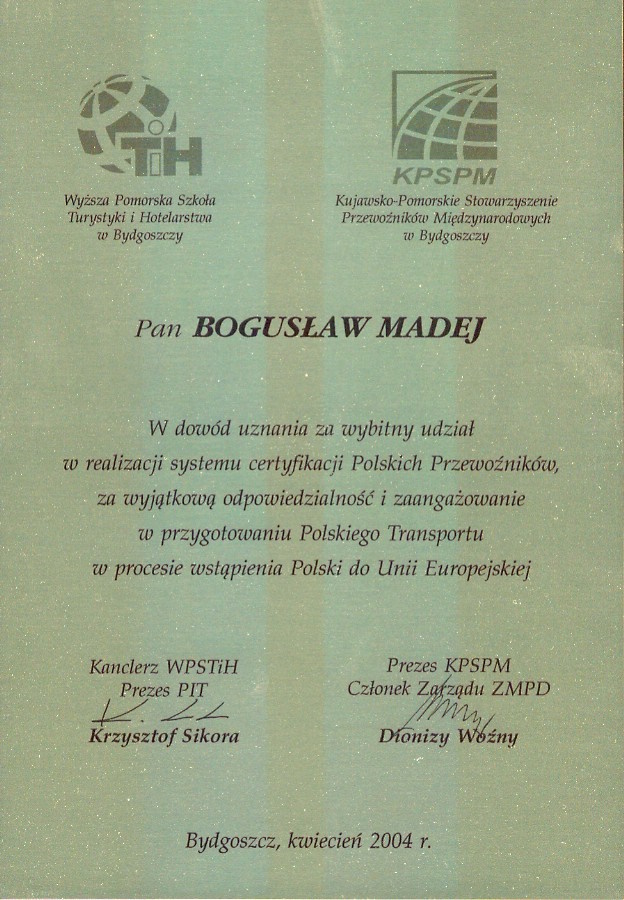 TiH
KPSPM
Wyższa Pomorska Szkoła
Turystyki i Hotelarstwa
w Bydgoszczy
Kujawsko-Pomorskie Stowarzyszenie
Przewoźników Międzynarodowych
w Bydgoszczy
Pan BOGUSŁAW MADEJ
W dowód uznania za wybitny udział
w realizacji systemu certyfikacji Polskich Przewoźników,
za wyjątkową odpowiedzialność i zaangażowanie
w przygotowaniu Polskiego Transportu
w procesie wstąpienia Polski do Unii Europejskiej
Kanclerz WPSTiH
Prezes PIT
Krzysztof Sikora
Prezes KPSPM
Członek Zarządu ZMPD
Dionizy Woźny
Bydgoszcz, kwiecień 2004 r.